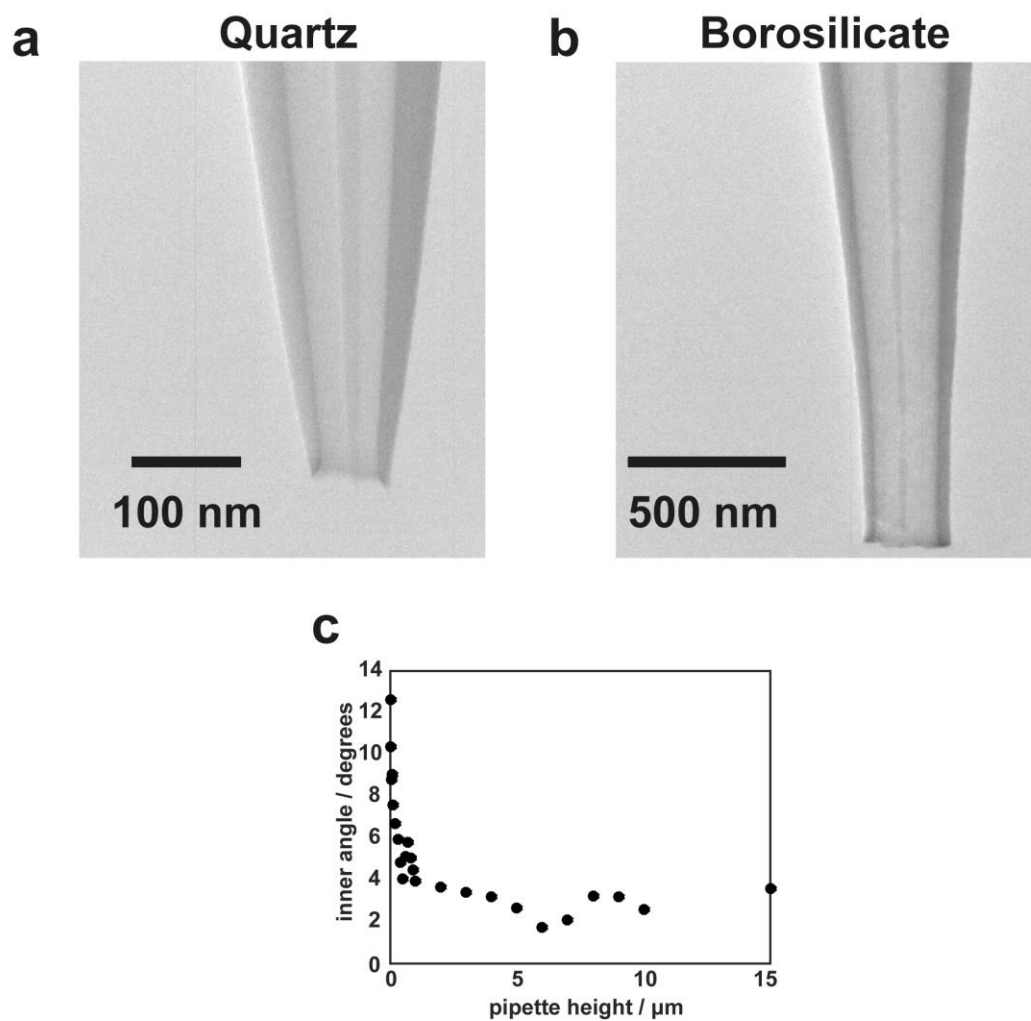 a
Quartz
b
Borosilicate
100 nm
500 nm
c
14
12
10
8
6
4
2
0
inner angle / degrees
0
5
10
15
pipette height / µm